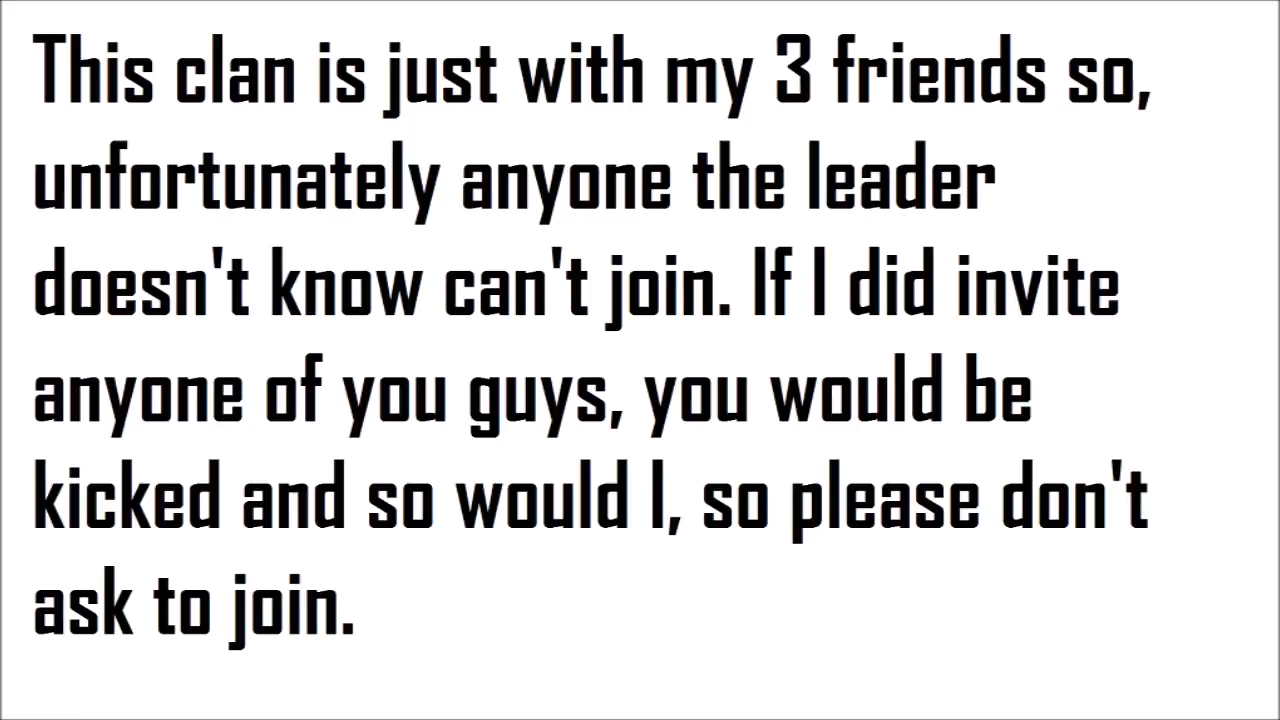 This clan is just with my 3 friends so,
unfortunately anyone the leader
doesn't know can't join. If I did invite
anyone of you guys, you would be
kicked and so would I, so please don't
ask to join.